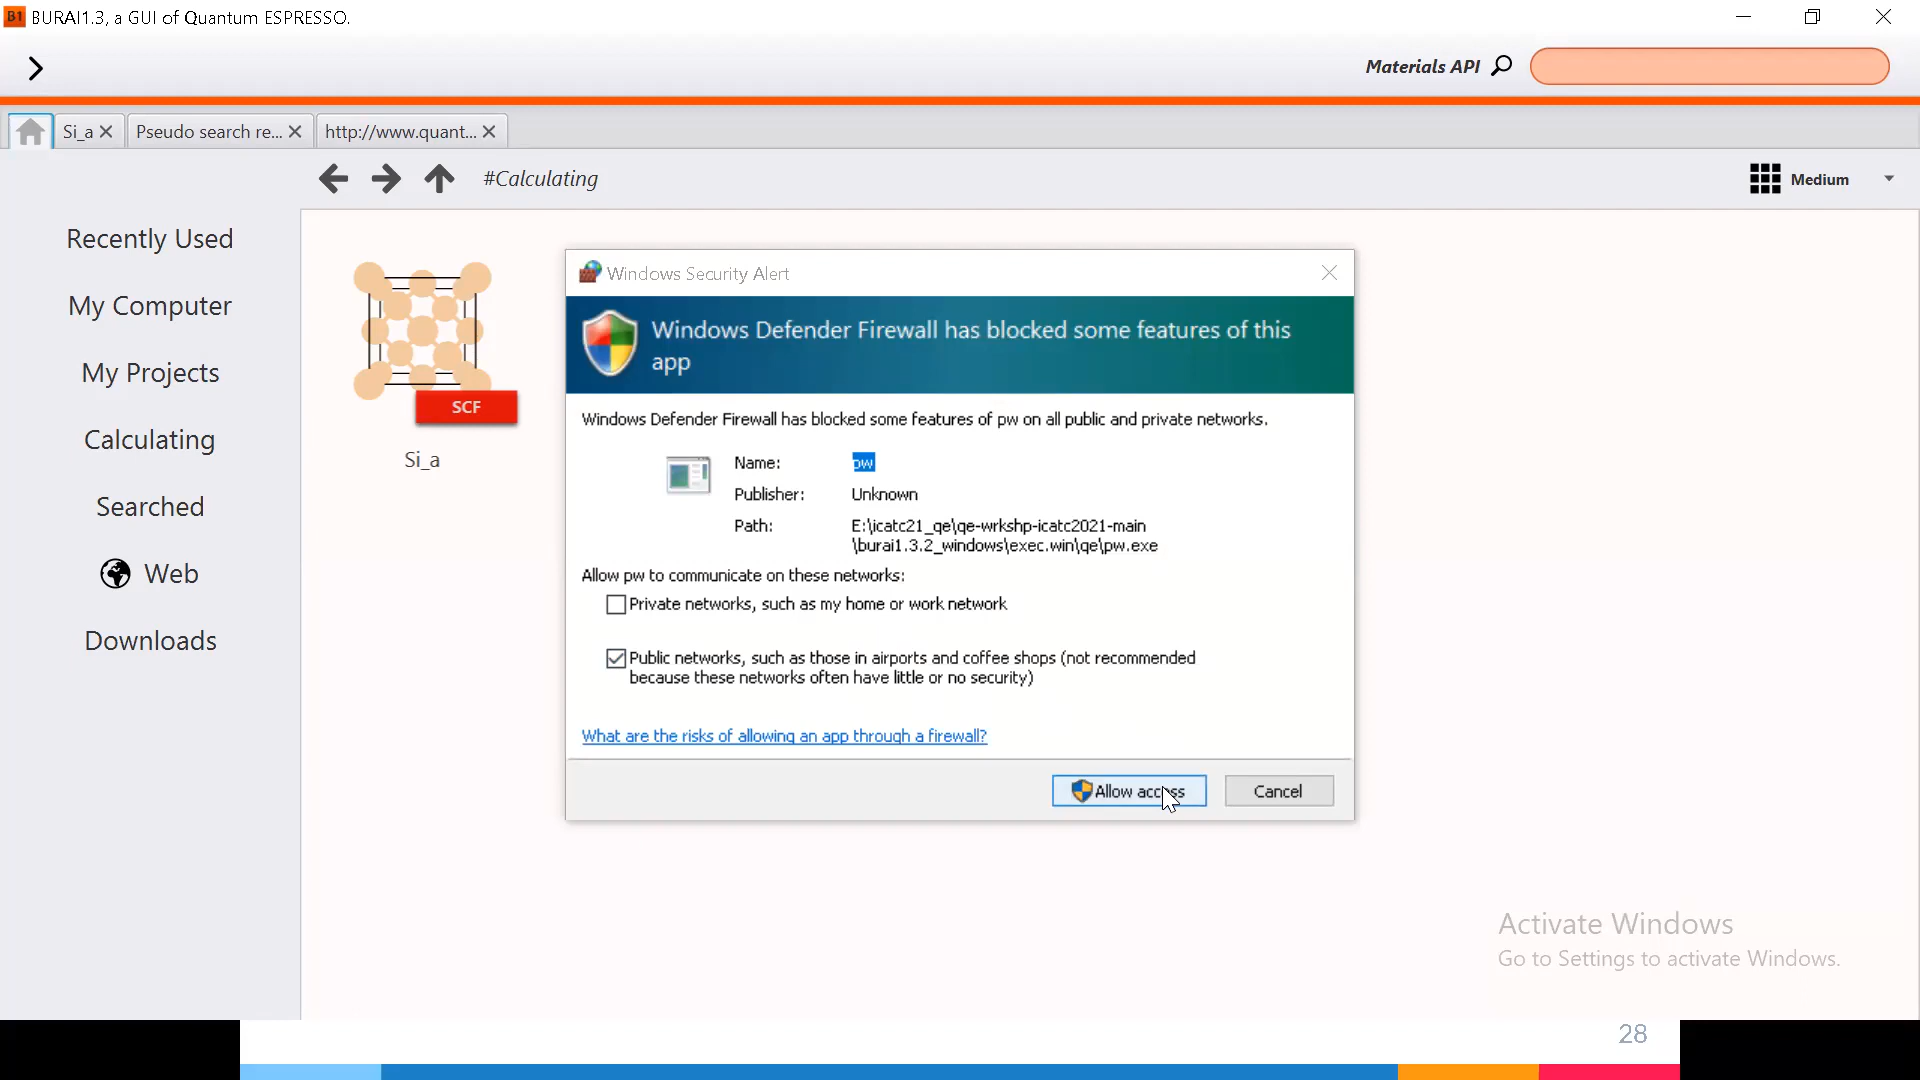 B1 BURAI1.3, a GUI of Quantum ESPRESSO.
Materials API
Si_a
Pseudo search re...
http://www.quant...
#Calculating
Medium
Recently Used
My Computer
My Projects
Calculating
Searched
Web
Downloads
SCF
Si_a
Windows Security Alert
Windows Defender Firewall has blocked some features of this
app
Windows Defender Firewall has blocked some features of pw on all public and private networks.
Name: pw
Publisher: Unknown
Path: E:\icatc21_qe\qe-wrkshp-icatc2021-main
\burai1.3.2_windows\exec.win\qe\pw.exe
Allow pw to communicate on these networks:
Private networks, such as my home or work network
Public networks, such as those in airports and coffee shops (not recommended
because these networks often have little or no security)
What are the risks of allowing an app through a firewall?
Allow access
Cancel
Activate Windows
Go to Settings to activate Windows.
28